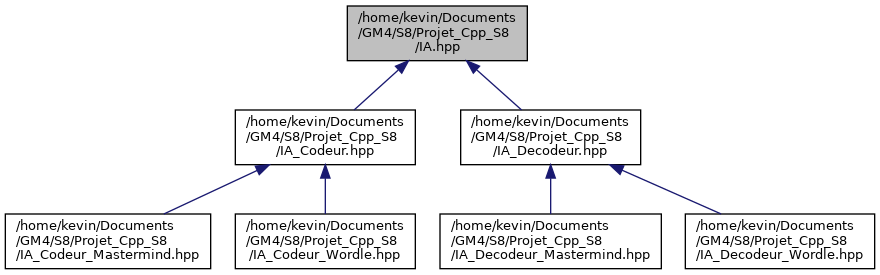 /home/kevin/Documents
/GM4/S8/Projet_Cpp_S8
/IA.hpp
/home/kevin/Documents
/GM4/S8/Projet_Cpp_S8
/IA_Codeur.hpp
/home/kevin/Documents
/GM4/S8/Projet_Cpp_S8
/IA_Decodeur.hpp
/home/kevin/Documents
/GM4/S8/Projet_Cpp_S8
/IA_Codeur_Mastermind.hpp
/home/kevin/Documents
/GM4/S8/Projet_Cpp_S8
/IA_Codeur_Wordle.hpp
/home/kevin/Documents
/GM4/S8/Projet_Cpp_S8
/IA_Decodeur_Mastermind.hpp
/home/kevin/Documents
/GM4/S8/Projet_Cpp_S8
/IA_Decodeur_Wordle.hpp